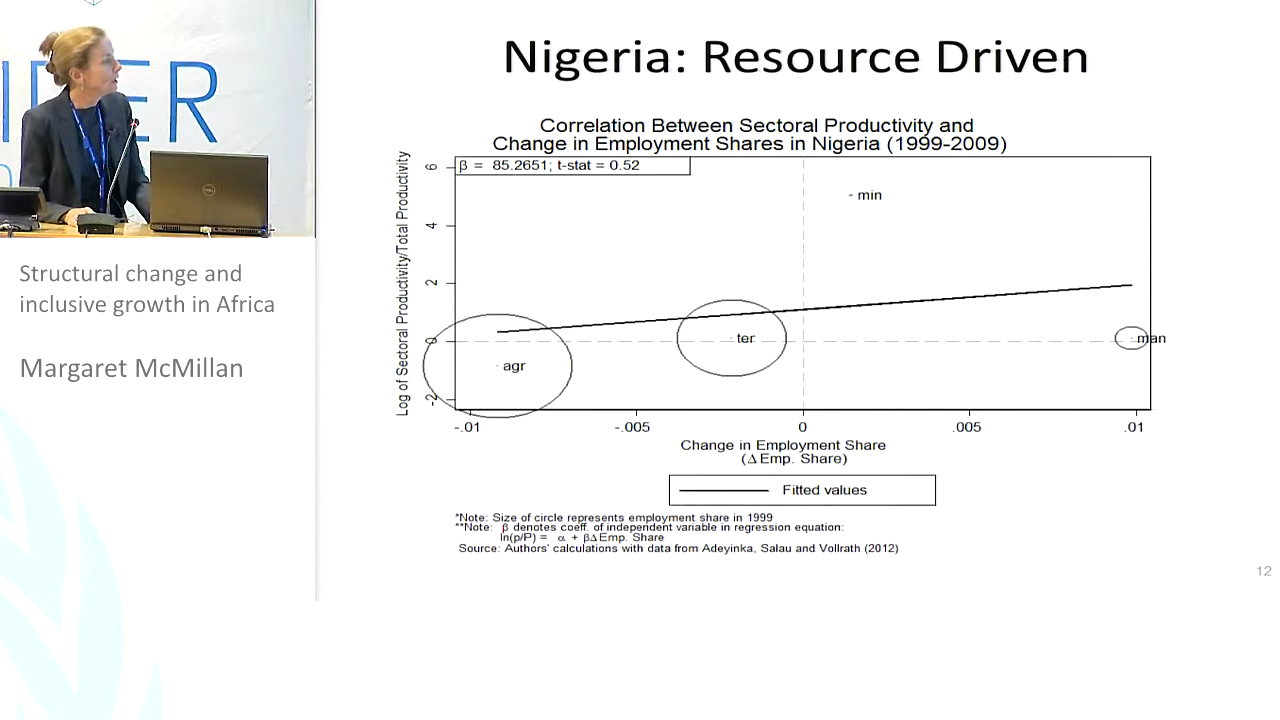 DER
Structural change and
inclusive growth in Africa
Margaret McMillan
Nigeria: Resource Driven
Correlation Between Sectoral Productivity and
Change in Employment Shares in Nigeria (1999-2009)
β = 85.2651; t-stat = 0.52
Log of Sectoral Productivity/Total Productivity
6
4
2
0
-2
min
ter
agr
man
-.01
-.005
0
.005
.01
Change in Employment Share
(Δ Emp. Share)
Fitted values
*Note: Size of circle represents employment share in 1999
**Note: β denotes coeff. of independent variable in regression equation:
ln(p/P) = α + βΔ Emp. Share
Source: Authors' calculations with data from Adeyinka, Salau and Vollrath (2012)
12